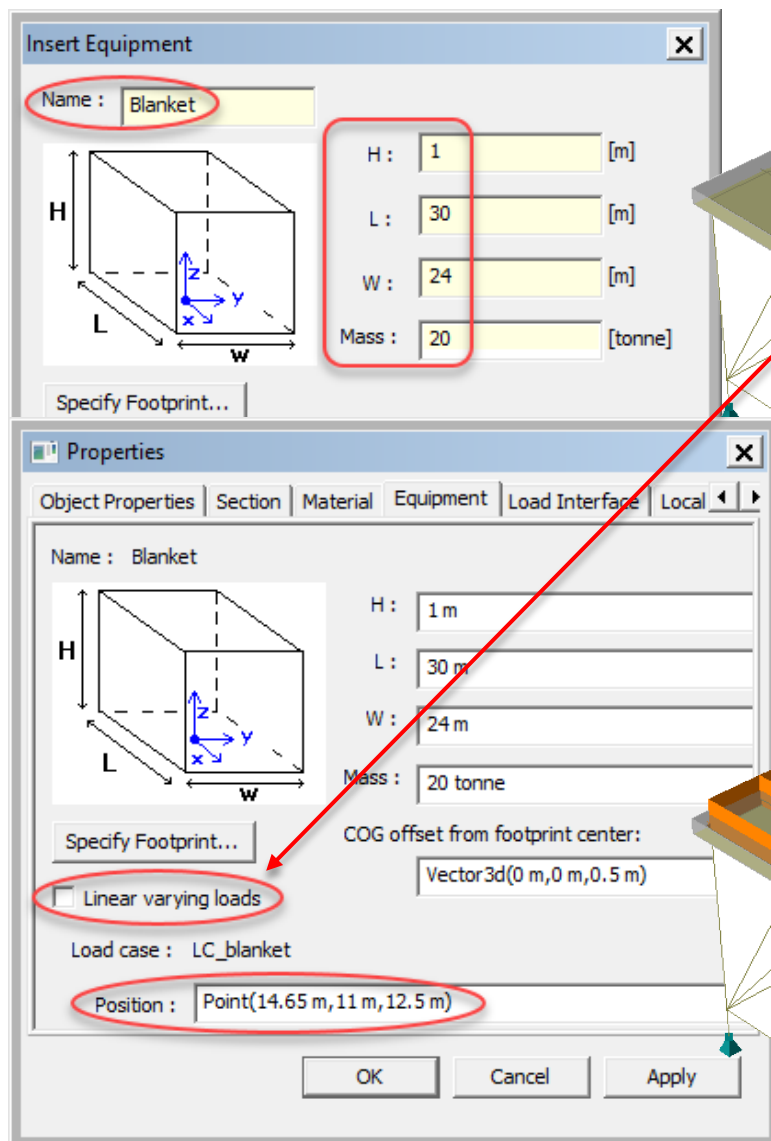 Insert Equipment
Name : Blanket
H
L
W
z
y
x
H : 1 [m]
L : 30 [m]
W : 24 [m]
Mass : 20 [tonne]
Specify Footprint...
Properties
Object Properties Section Material Equipment Load Interface Local
Name : Blanket
H
L
W
z
y
x
H : 1 m
L : 30 m
W : 24 m
Mass : 20 tonne
Specify Footprint...
COG offset from footprint center:
Vector3d(0 m,0 m,0.5 m)
Linear varying loads
Load case : LC_blanket
Position : Point(14.65 m,11 m,12.5 m)
OK Cancel Apply